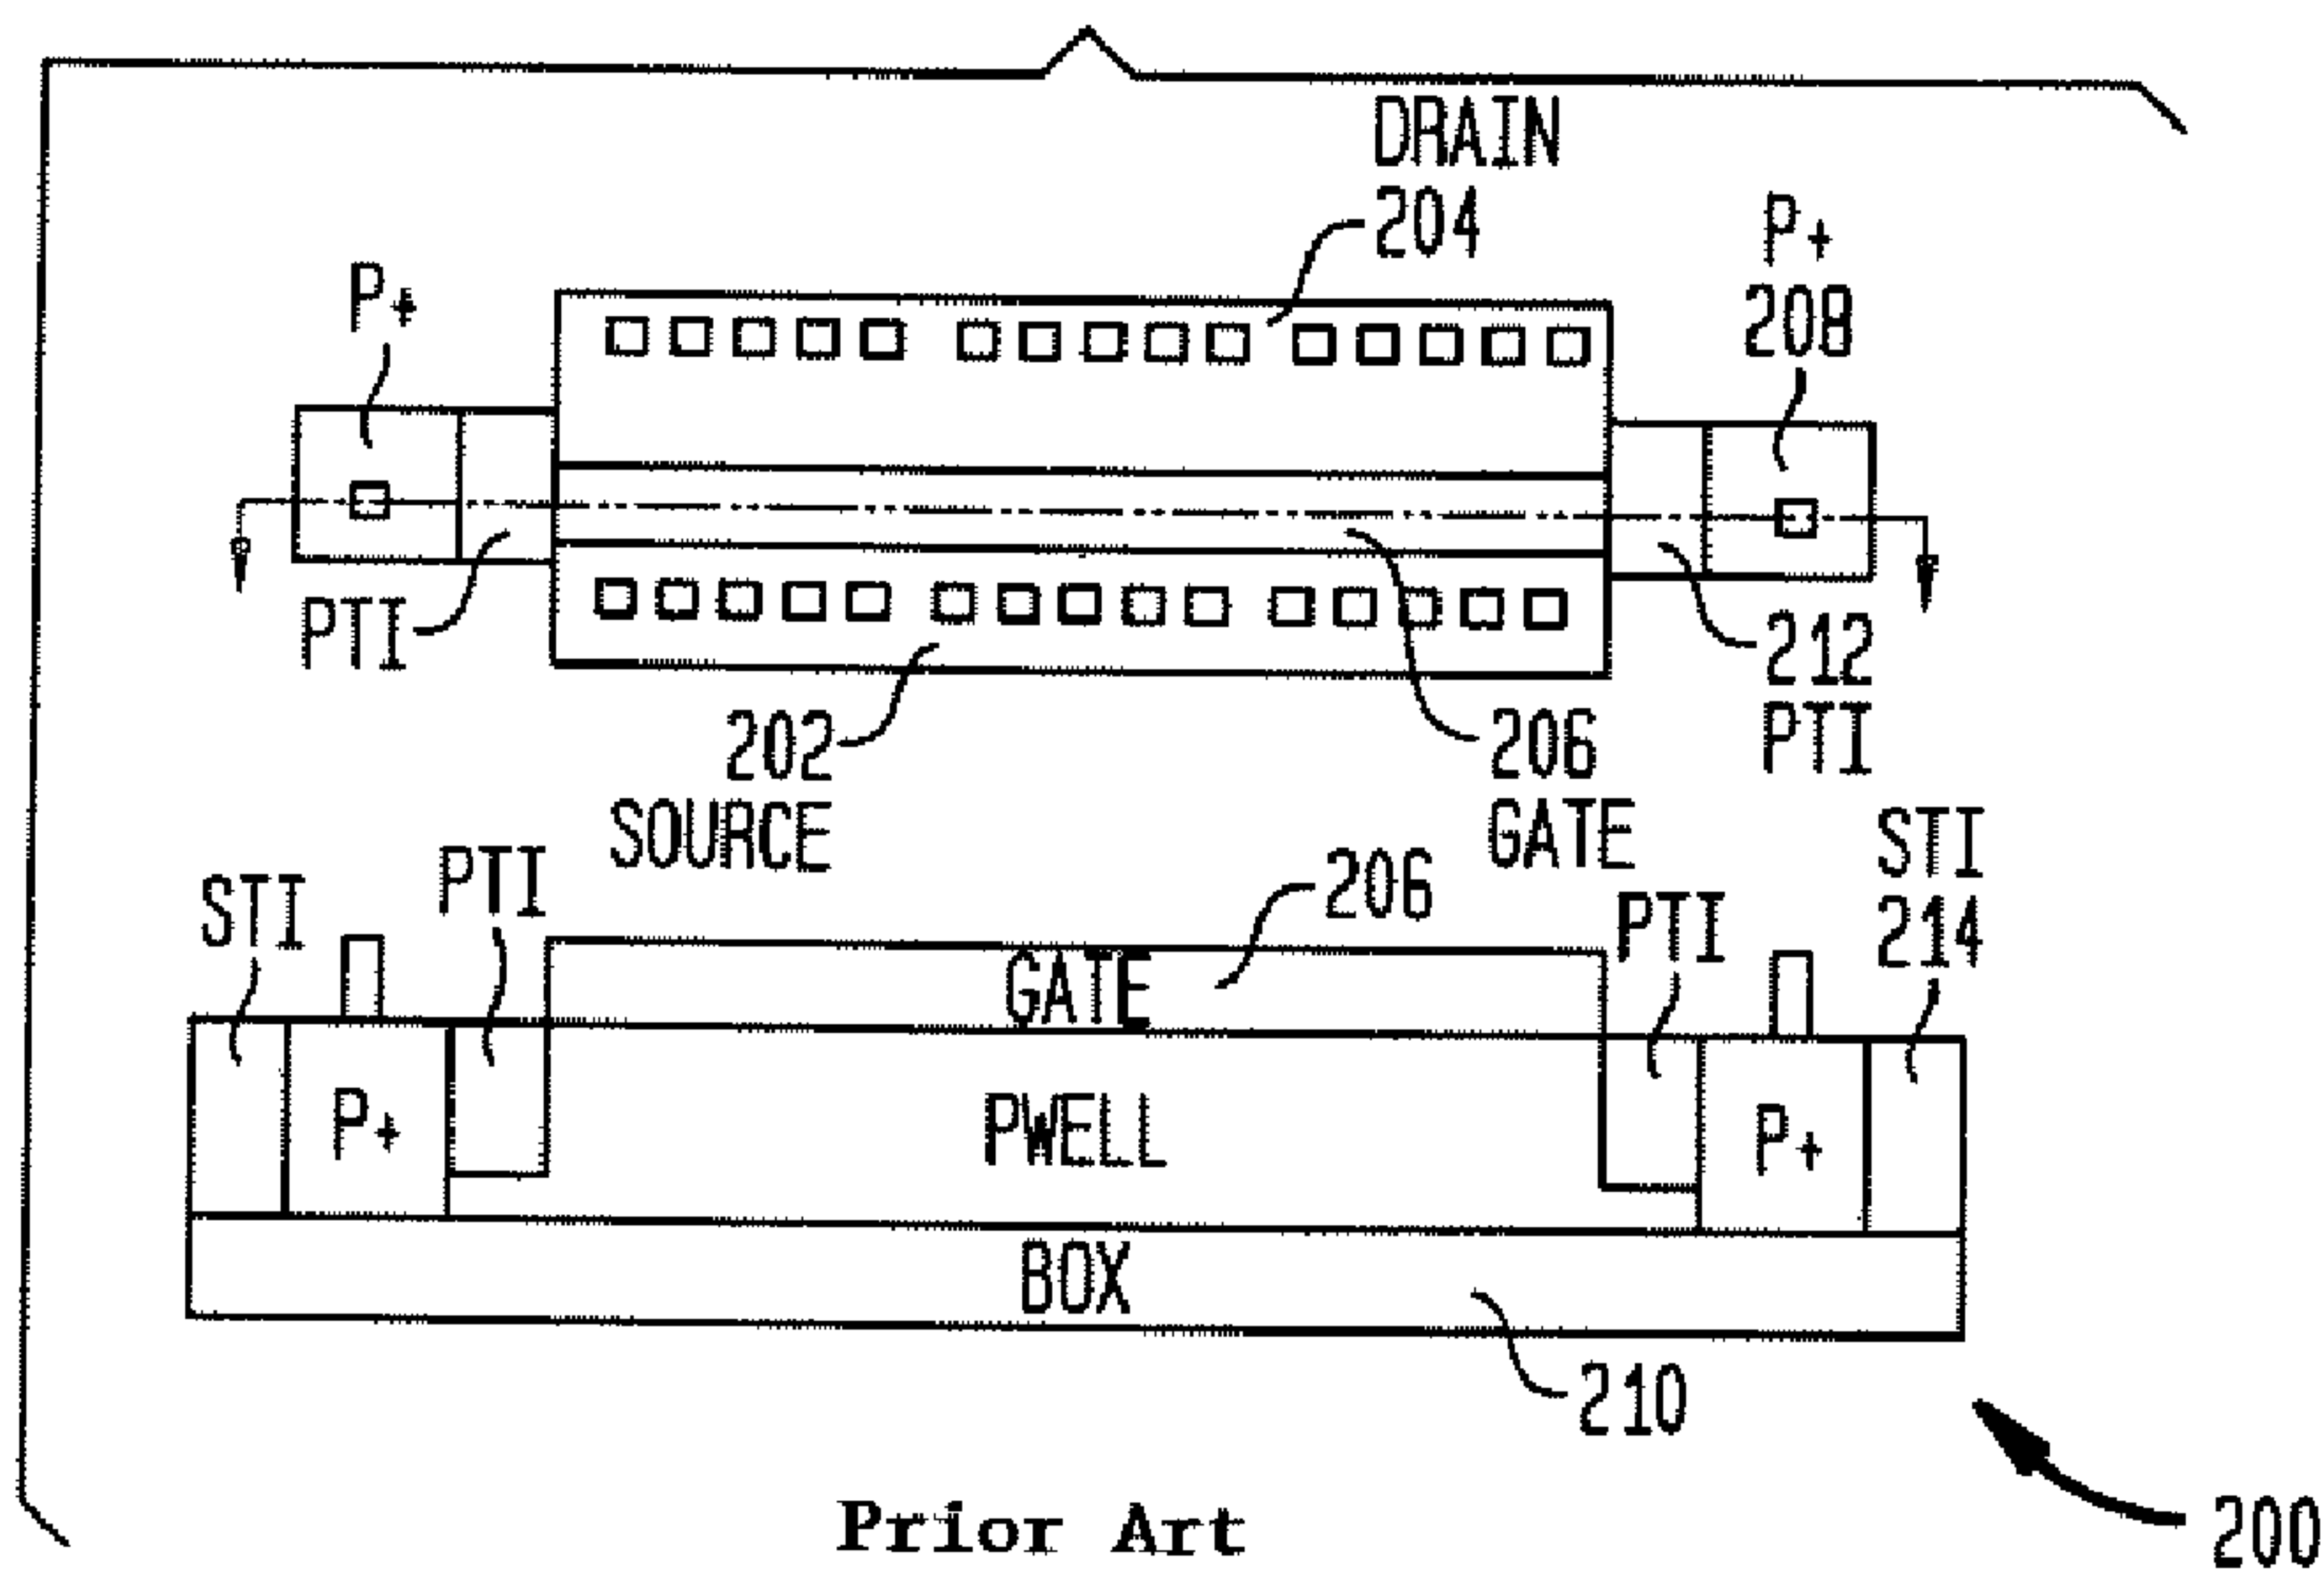 DRAIN
204
P+
208
P+
PTI
212
PTI
202
SOURCE
206
GATE
STI
PTI
206
PTI
STI
214
GATE
P+
PWELL
P+
BOX
210
Prior Art
200